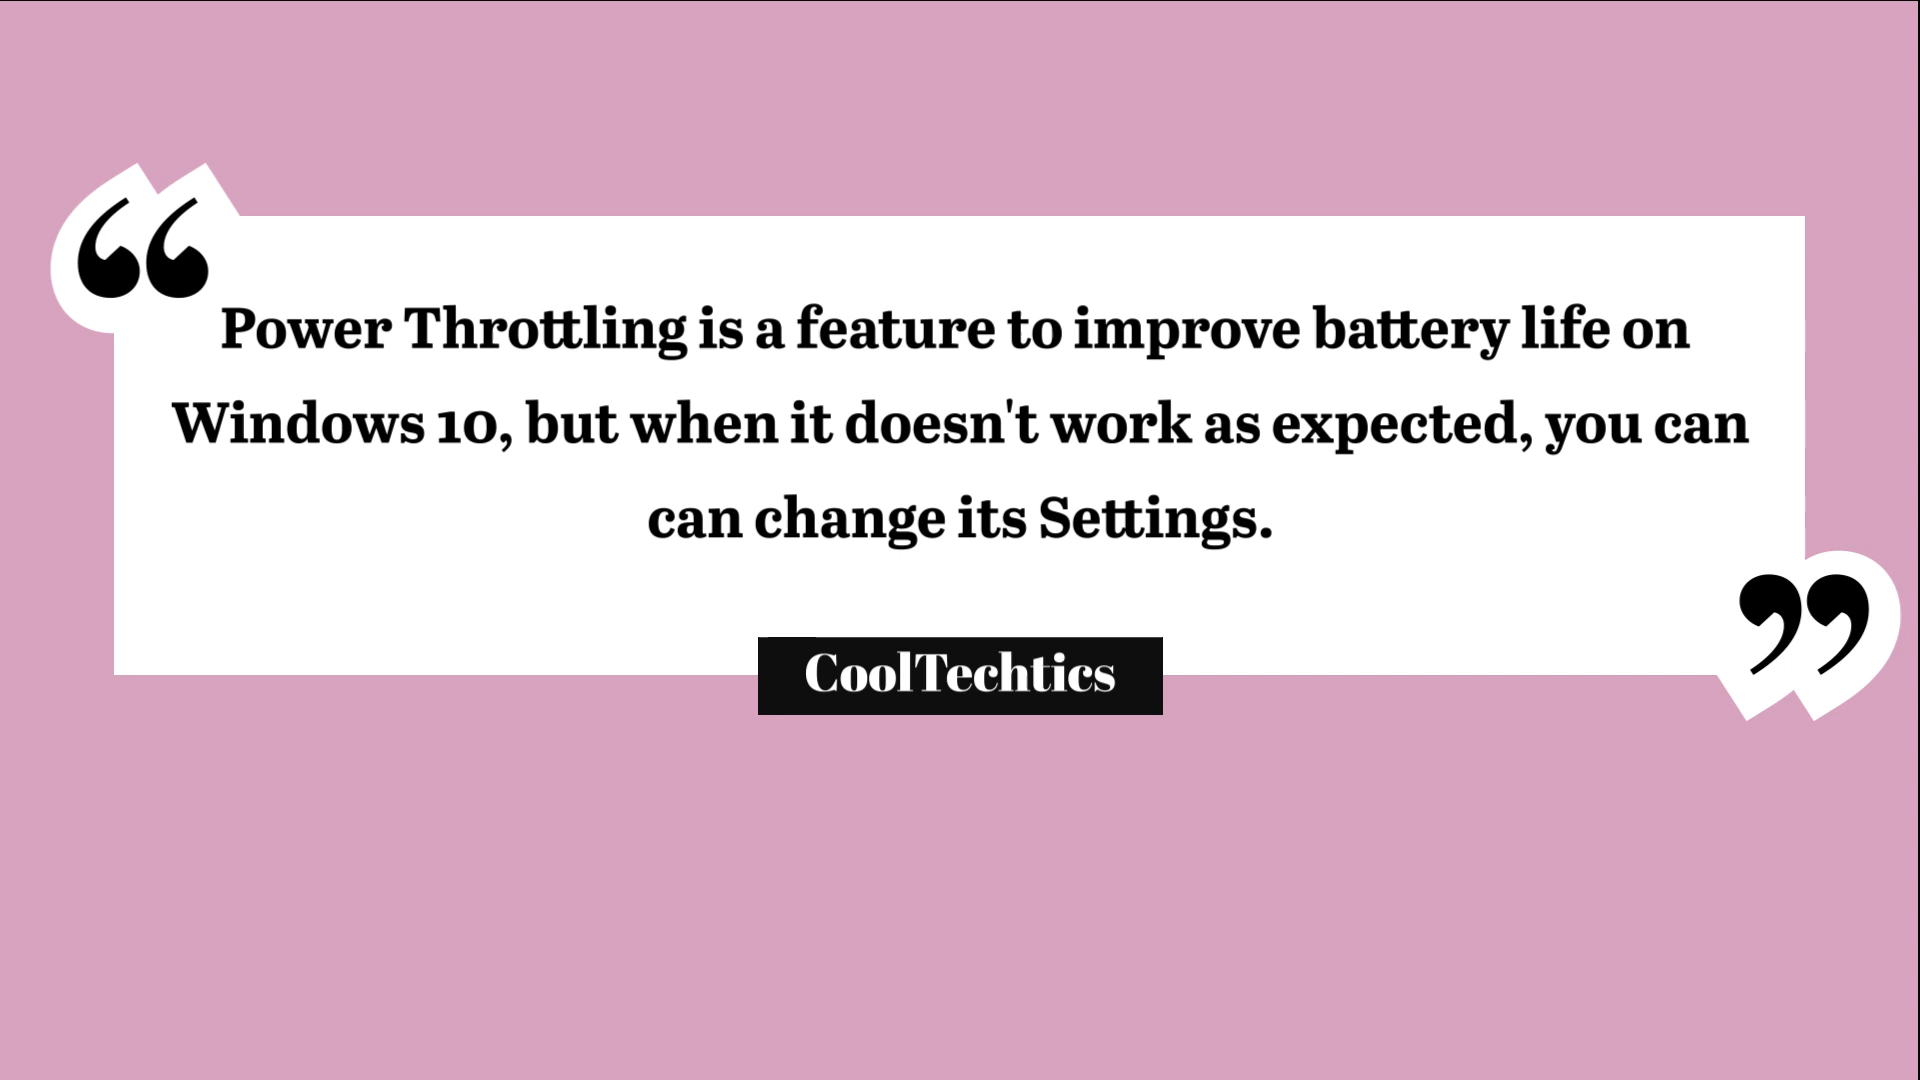 “
Power Throttling is a feature to improve battery life on
Windows 10, but when it doesn't work as expected, you can
can change its Settings.
”
CoolTechtics